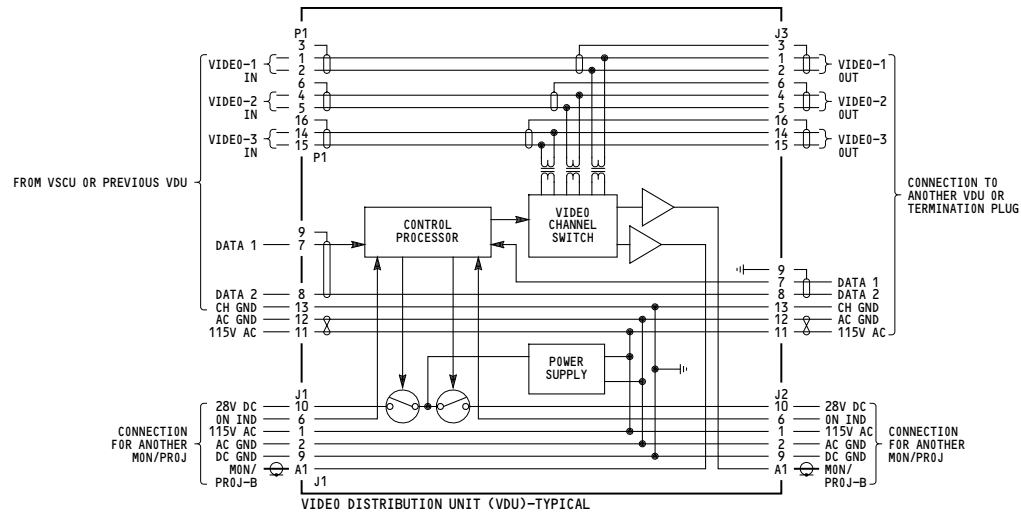 P1
J3
3
3
1
1
VIDEO-1
IN
VIDEO-1
OUT
2
2
6
6
4
4
VIDEO-2
IN
VIDEO-2
OUT
5
5
16
16
14
14
VIDEO-3
IN
VIDEO-3
OUT
15
15
P1
FROM VSCU OR PREVIOUS VDU
CONNECTION TO
ANOTHER VDU OR
TERMINATION PLUG
CONTROL
PROCESSOR
VIDEO
CHANNEL
SWITCH
9
DATA 1
7
9
7
DATA 1
DATA 2
8
8
DATA 2
CH GND
13
13
CH GND
AC GND
12
12
AC GND
115V AC
11
11
115V AC
POWER
SUPPLY
J1
J2
28V DC
10
10
28V DC
ON IND
6
6
ON IND
115V AC
1
1
115V AC
AC GND
2
2
AC GND
DC GND
9
9
DC GND
MON/
PROJ-B
A1
A1
MON/
PROJ-B
CONNECTION
FOR ANOTHER
MON/PROJ
CONNECTION
FOR ANOTHER
MON/PROJ
J1
VIDEO DISTRIBUTION UNIT (VDU)-TYPICAL